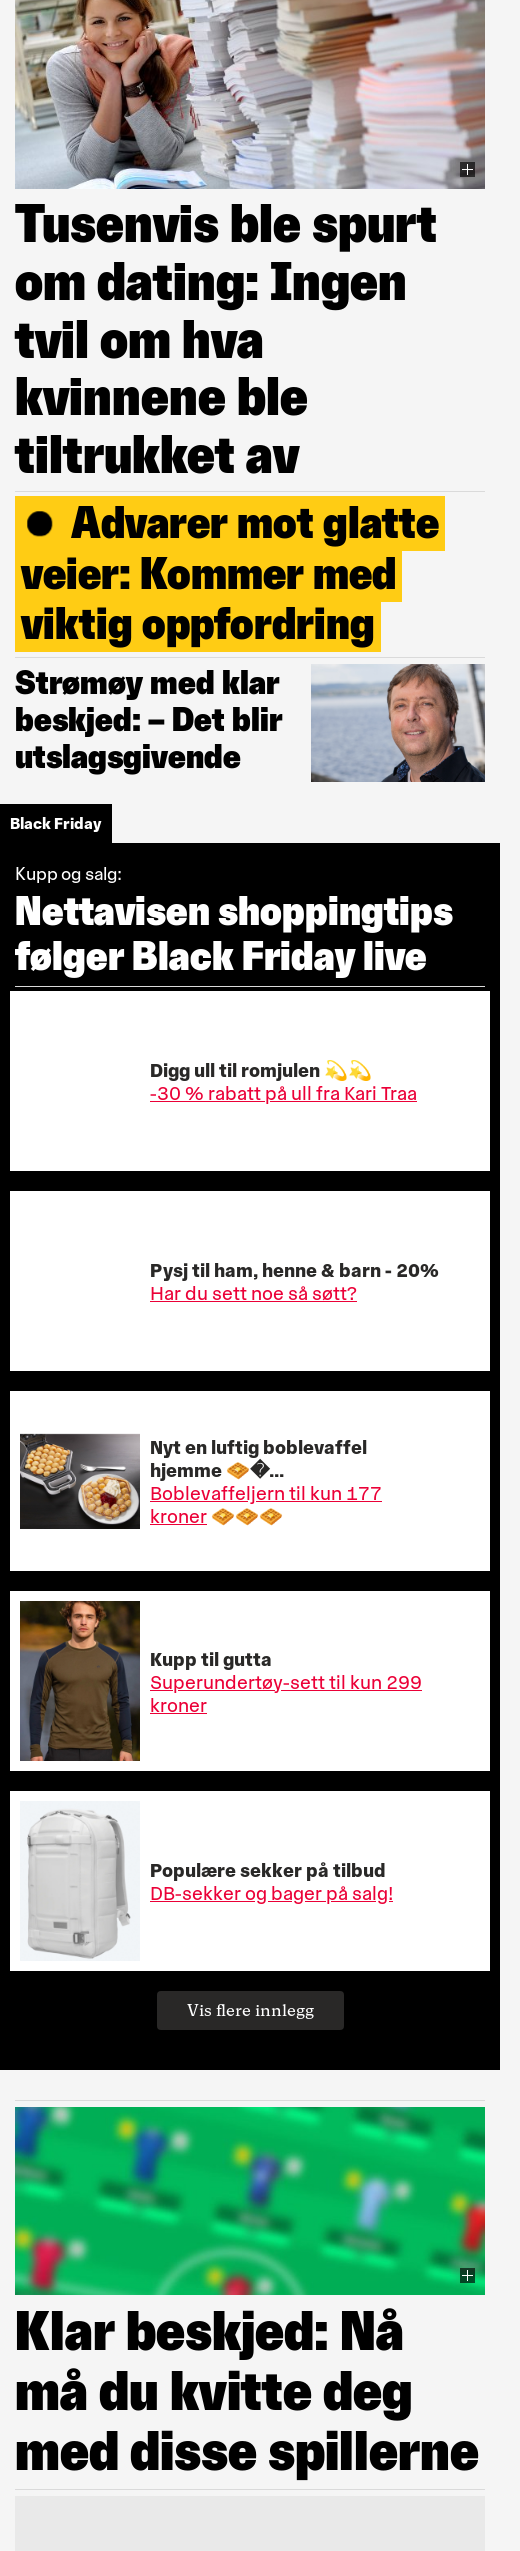 Tusenvis ble spurt
om dating: Ingen
tvil om hva
kvinnene ble
tiltrukket av
Advarer mot glatte
veier: Kommer med
viktig oppfordring
Strømøy med klar
beskjed: – Det blir
utslagsgivende
Black Friday
Kupp og salg:
Nettavisen shoppingtips
følger Black Friday live
Digg ull til romjulen 💫💫
-30 % rabatt på ull fra Kari Traa
Pysj til ham, henne & barn - 20%
Har du sett noe så søtt?
Nyt en luftig boblevaffel
hjemme 🧇�...
Boblevaffeljern til kun 177
kroner 🧇🧇🧇
Kupp til gutta
Superundertøy-sett til kun 299
kroner
Populære sekker på tilbud
DB-sekker og bager på salg!
Vis flere innlegg
Klar beskjed: Nå
må du kvitte deg
med disse spillerne